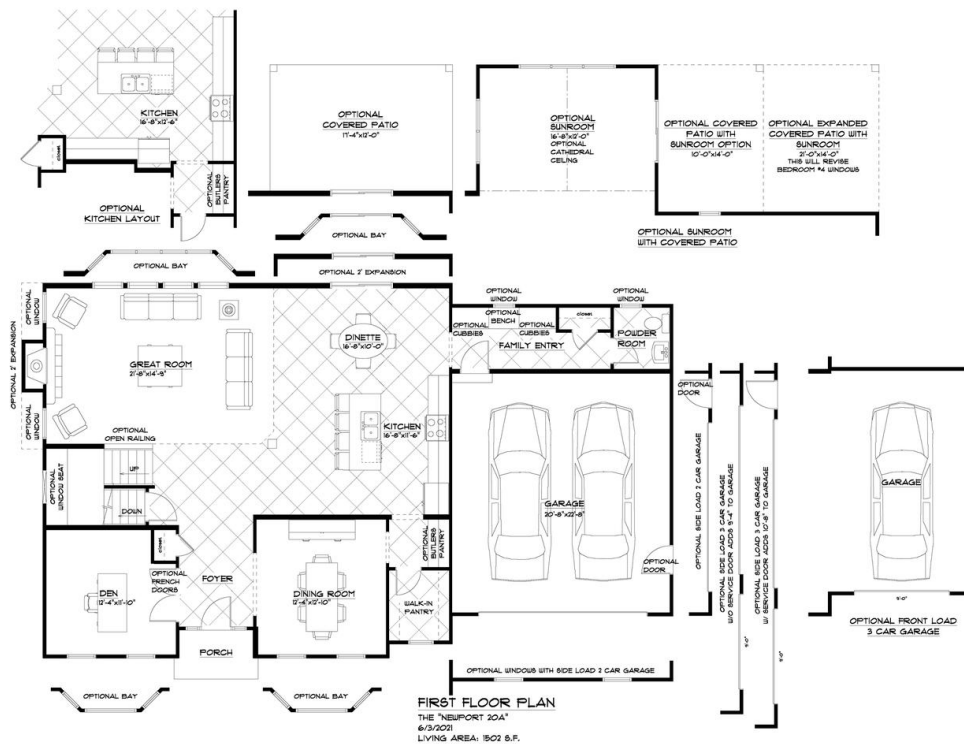 KITCHEN
16'-8"x12'-6"
closet
OPTIONAL
BUTLERS
PANTRY
OPTIONAL
KITCHEN LAYOUT
OPTIONAL
COVERED PATIO
OPTIONAL BAY
OPTIONAL 2' EXPANSION
OPTIONAL
SUNROOM
16'-8"x12'-0"
OPTIONAL
CATHEDRAL
CEILING
OPTIONAL COVERED
PATIO WITH
SUNROOM OPTION
10'-0"x14'-0"
OPTIONAL EXPANDED
COVERED PATIO WITH
SUNROOM
21'-0"x14'-0"
THIS WILL REVISE
BEDROOM #4 WINDOWS
OPTIONAL SUNROOM
WITH COVERED PATIO
OPTIONAL BAY
OPTIONAL 2' EXPANSION
OPTIONAL
WINDOW
OPTIONAL
WINDOW
GREAT ROOM
21'-8"x14'-9"
OPTIONAL
OPEN RAILING
DINETTE
16'-8"x10'-0"
KITCHEN
16'-8"x11'-6"
OPTIONAL
WINDOW
OPTIONAL
BENCH
OPTIONAL
CUBBIES
OPTIONAL
CUBBIES
FAMILY ENTRY
closet
OPTIONAL
WINDOW
POWDER
ROOM
OPTIONAL
WINDOW SEAT
UP
DOWN
closet
OPTIONAL
FRENCH
DOORS
DEN
12'-4"x11'-10"
FOYER
PORCH
DINING ROOM
12'-4"x12'-10"
OPTIONAL
BUTLERS
PANTRY
WALK-IN
PANTRY
GARAGE
20'-8"x22'-8"
OPTIONAL
DOOR
OPTIONAL
DOOR
OPTIONAL SIDE LOAD 2 CAR GARAGE
OPTIONAL SIDE LOAD 3 CAR GARAGE
W/O SERVICE DOOR ADDS 9'-4" TO GARAGE
OPTIONAL SIDE LOAD 3 CAR GARAGE
W/ SERVICE DOOR ADDS 10'-8" TO GARAGE
9'-0"
9'-0"
GARAGE
9'-0"
OPTIONAL FRONT LOAD
3 CAR GARAGE
OPTIONAL BAY
OPTIONAL BAY
OPTIONAL WINDOWS WITH SIDE LOAD 2 CAR GARAGE
FIRST FLOOR PLAN
THE "NEWPORT 20A"
6/3/2021
LIVING AREA: 1502 S.F.